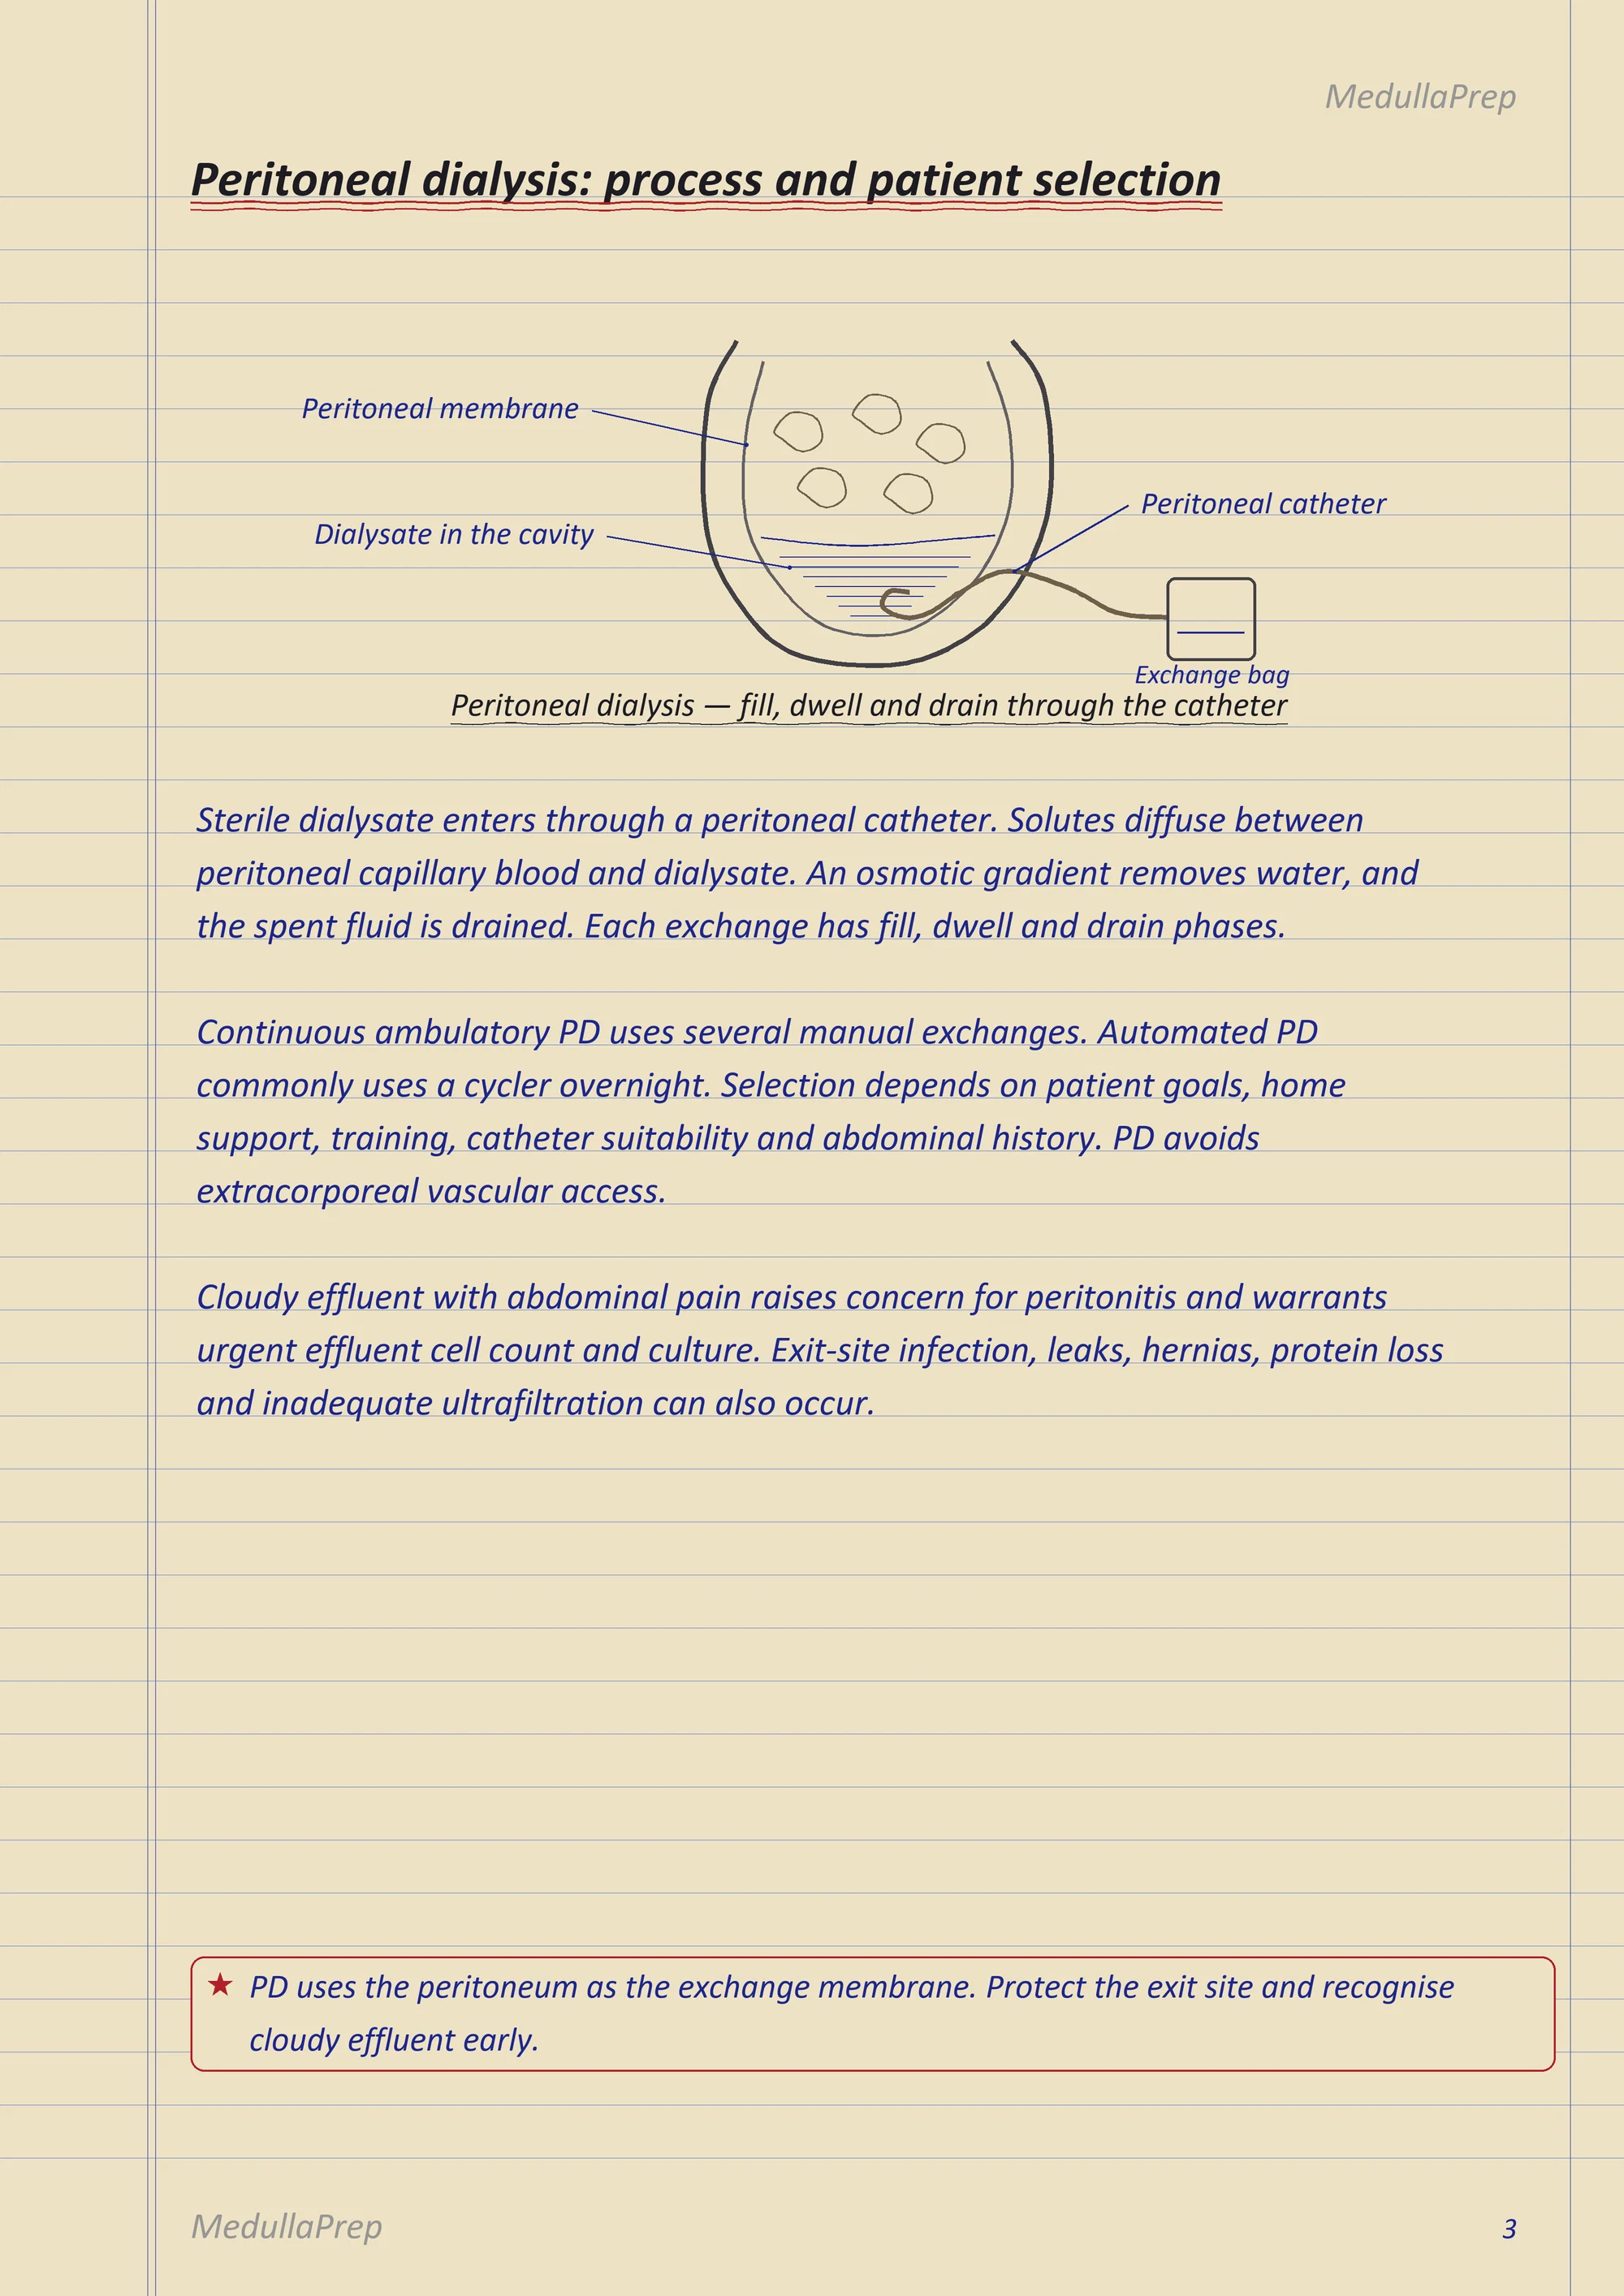 MedullaPrep
Peritoneal dialysis: process and patient selection
Peritoneal membrane
Peritoneal catheter
Dialysate in the cavity
Exchange bag
Peritoneal dialysis — fill, dwell and drain through the catheter
Sterile dialysate enters through a peritoneal catheter. Solutes diffuse between
peritoneal capillary blood and dialysate. An osmotic gradient removes water, and
the spent fluid is drained. Each exchange has fill, dwell and drain phases.
Continuous ambulatory PD uses several manual exchanges. Automated PD
commonly uses a cycler overnight. Selection depends on patient goals, home
support, training, catheter suitability and abdominal history. PD avoids
extracorporeal vascular access.
Cloudy effluent with abdominal pain raises concern for peritonitis and warrants
urgent effluent cell count and culture. Exit-site infection, leaks, hernias, protein loss
and inadequate ultrafiltration can also occur.
★ PD uses the peritoneum as the exchange membrane. Protect the exit site and recognise
cloudy effluent early.
MedullaPrep
3